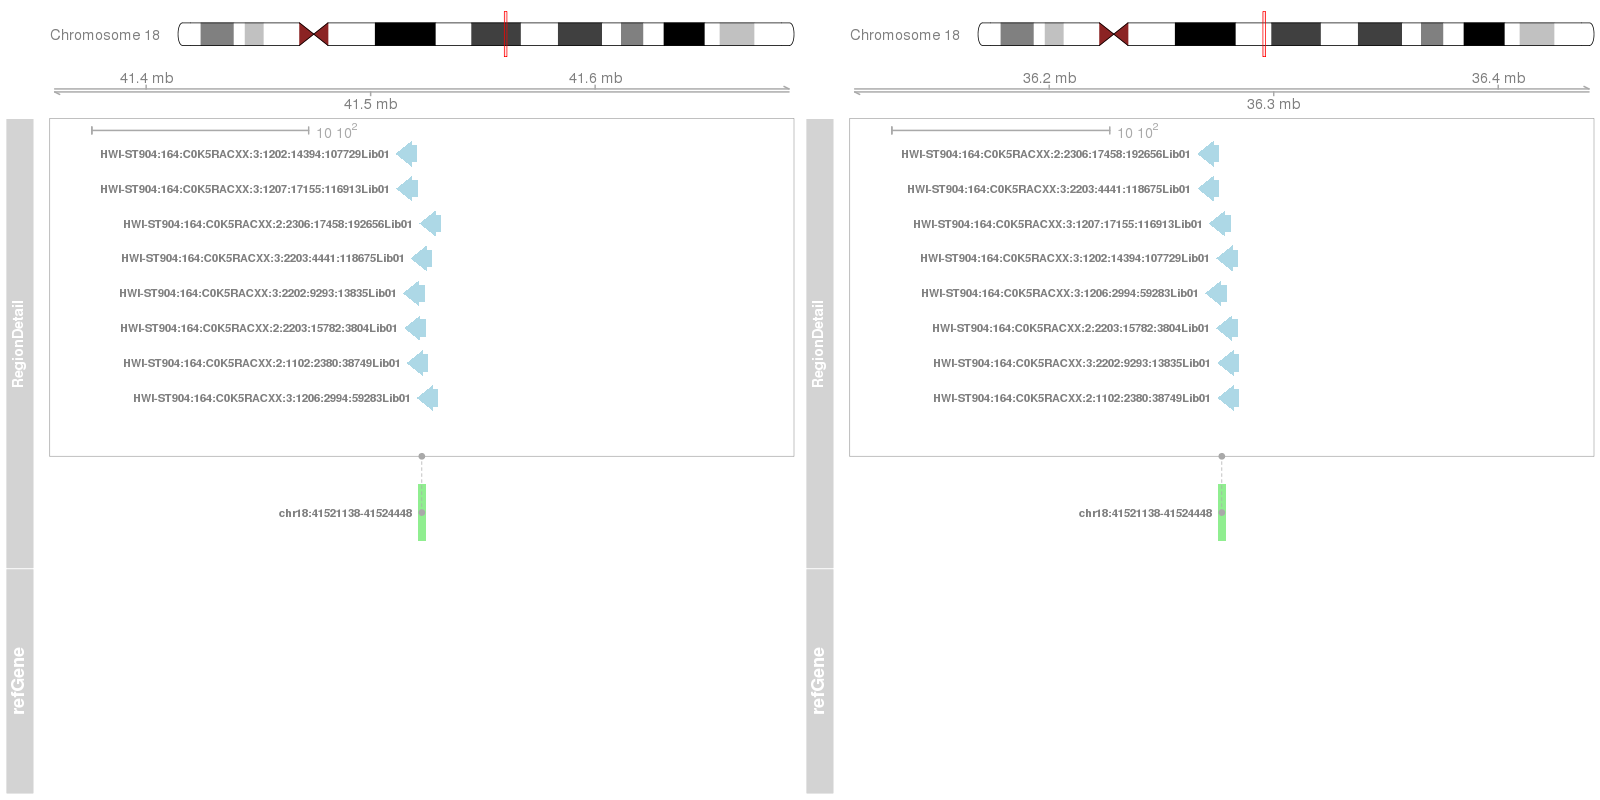 Chromosome 18
41.4 mb
41.6 mb
41.5 mb
10 10²
HWI-ST904:164:C0K5RACXX:3:1202:14394:107729Lib01
HWI-ST904:164:C0K5RACXX:3:1207:17155:116913Lib01
HWI-ST904:164:C0K5RACXX:2:2306:17458:192656Lib01
HWI-ST904:164:C0K5RACXX:3:2203:4441:118675Lib01
HWI-ST904:164:C0K5RACXX:3:2202:9293:13835Lib01
HWI-ST904:164:C0K5RACXX:2:2203:15782:3804Lib01
HWI-ST904:164:C0K5RACXX:2:1102:2380:38749Lib01
HWI-ST904:164:C0K5RACXX:3:1206:2994:59283Lib01
chr18:41521138-41524448
RegionDetail
refGene
Chromosome 18
36.2 mb
36.4 mb
36.3 mb
10 10²
HWI-ST904:164:C0K5RACXX:2:2306:17458:192656Lib01
HWI-ST904:164:C0K5RACXX:3:2203:4441:118675Lib01
HWI-ST904:164:C0K5RACXX:3:1207:17155:116913Lib01
HWI-ST904:164:C0K5RACXX:3:1202:14394:107729Lib01
HWI-ST904:164:C0K5RACXX:3:1206:2994:59283Lib01
HWI-ST904:164:C0K5RACXX:2:2203:15782:3804Lib01
HWI-ST904:164:C0K5RACXX:3:2202:9293:13835Lib01
HWI-ST904:164:C0K5RACXX:2:1102:2380:38749Lib01
chr18:41521138-41524448
RegionDetail
refGene